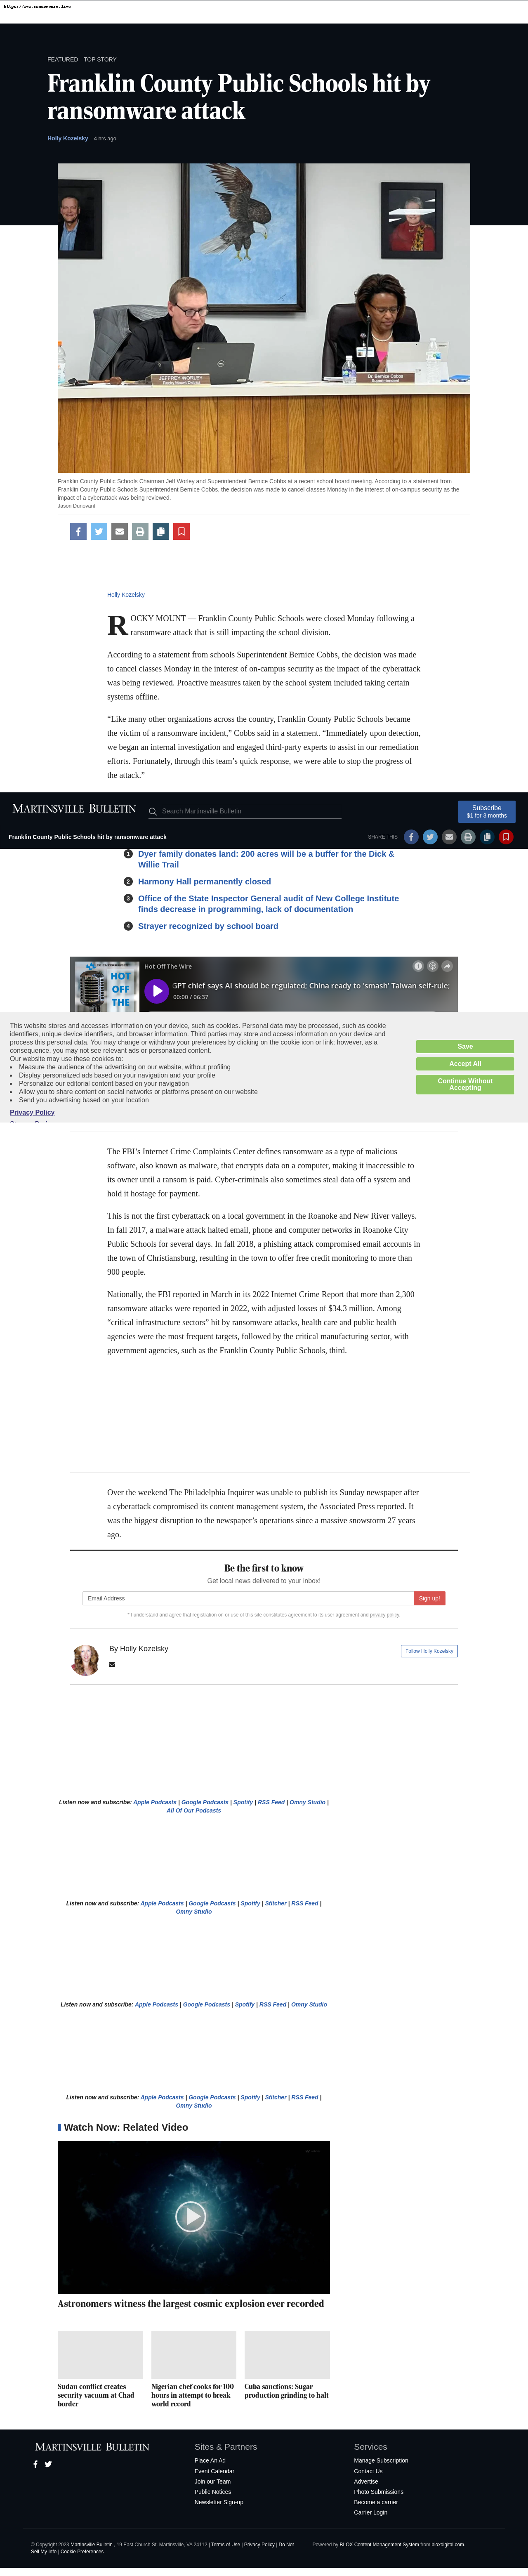 https://www.ransomware.live
FEATURED TOP STORY
Franklin County Public Schools hit by
ransomware attack
Holly Kozelsky 4 hrs ago
JEFFREY WORLEY
Dr. Bernice Cobbs
Superintendent
Franklin County Public Schools Chairman Jeff Worley and Superintendent Bernice Cobbs at a recent school board meeting. According to a statement from
Franklin County Public Schools Superintendent Bernice Cobbs, the decision was made to cancel classes Monday in the interest of on-campus security as the
impact of a cyberattack was being reviewed.
Jason Dunovant
Holly Kozelsky
ROCKY MOUNT — Franklin County Public Schools were closed Monday following a
ransomware attack that is still impacting the school division.
According to a statement from schools Superintendent Bernice Cobbs, the decision was made
to cancel classes Monday in the interest of on-campus security as the impact of the cyberattack
was being reviewed. Proactive measures taken by the school system included taking certain
systems offline.
“Like many other organizations across the country, Franklin County Public Schools became
the victim of a ransomware incident,” Cobbs said in a statement. “Immediately upon detection,
we began an internal investigation and engaged third-party experts to assist in our remediation
efforts. Fortunately, through this team’s quick response, we were able to stop the progress of
the attack.”
MARTINSVILLE BULLETIN
Search Martinsville Bulletin
Subscribe
$1 for 3 months
Franklin County Public Schools hit by ransomware attack
SHARE THIS
1 Dyer family donates land: 200 acres will be a buffer for the Dick &
Willie Trail
2 Harmony Hall permanently closed
3 Office of the State Inspector General audit of New College Institute
finds decrease in programming, lack of documentation
4 Strayer recognized by school board
HOT
OFF
THE
Hot Off The Wire
GPT chief says AI should be regulated; China ready to 'smash' Taiwan self-rule;
00:00 / 06:37
This website stores and accesses information on your device, such as cookies. Personal data may be processed, such as cookie
identifiers, unique device identifiers, and browser information. Third parties may store and access information on your device and
process this personal data. You may change or withdraw your preferences by clicking on the cookie icon or link; however, as a
consequence, you may not see relevant ads or personalized content.
Our website may use these cookies to:
• Measure the audience of the advertising on our website, without profiling
• Display personalized ads based on your navigation and your profile
• Personalize our editorial content based on your navigation
• Allow you to share content on social networks or platforms present on our website
• Send you advertising based on your location
Privacy Policy
Save
Accept All
Continue Without
Accepting
The FBI’s Internet Crime Complaints Center defines ransomware as a type of malicious
software, also known as malware, that encrypts data on a computer, making it inaccessible to
its owner until a ransom is paid. Cyber-criminals also sometimes steal data off a system and
hold it hostage for payment.
This is not the first cyberattack on a local government in the Roanoke and New River valleys.
In fall 2017, a malware attack halted email, phone and computer networks in Roanoke City
Public Schools for several days. In fall 2018, a phishing attack compromised email accounts in
the town of Christiansburg, resulting in the town to offer free credit monitoring to more than
900 people.
Nationally, the FBI reported in March in its 2022 Internet Crime Report that more than 2,300
ransomware attacks were reported in 2022, with adjusted losses of $34.3 million. Among
“critical infrastructure sectors” hit by ransomware attacks, health care and public health
agencies were the most frequent targets, followed by the critical manufacturing sector, with
government agencies, such as the Franklin County Public Schools, third.
Over the weekend The Philadelphia Inquirer was unable to publish its Sunday newspaper after
a cyberattack compromised its content management system, the Associated Press reported. It
was the biggest disruption to the newspaper’s operations since a massive snowstorm 27 years
ago.
Be the first to know
Get local news delivered to your inbox!
Email Address
Sign up!
* I understand and agree that registration on or use of this site constitutes agreement to its user agreement and privacy policy.
By Holly Kozelsky
Follow Holly Kozelsky
Listen now and subscribe: Apple Podcasts | Google Podcasts | Spotify | RSS Feed | Omny Studio |
All Of Our Podcasts
Listen now and subscribe: Apple Podcasts | Google Podcasts | Spotify | Stitcher | RSS Feed |
Omny Studio
Listen now and subscribe: Apple Podcasts | Google Podcasts | Spotify | RSS Feed | Omny Studio
Listen now and subscribe: Apple Podcasts | Google Podcasts | Spotify | Stitcher | RSS Feed |
Omny Studio
Watch Now: Related Video
Astronomers witness the largest cosmic explosion ever recorded
Sudan conflict creates
security vacuum at Chad
border
Nigerian chef cooks for 100
hours in attempt to break
world record
Cuba sanctions: Sugar
production grinding to halt
MARTINSVILLE BULLETIN
Sites & Partners
Place An Ad
Event Calendar
Join our Team
Public Notices
Newsletter Sign-up
Services
Manage Subscription
Contact Us
Advertise
Photo Submissions
Become a carrier
Carrier Login
© Copyright 2023 Martinsville Bulletin, 19 East Church St. Martinsville, VA 24112 | Terms of Use | Privacy Policy | Do Not
Sell My Info | Cookie Preferences
Powered by BLOX Content Management System from bloxdigital.com.